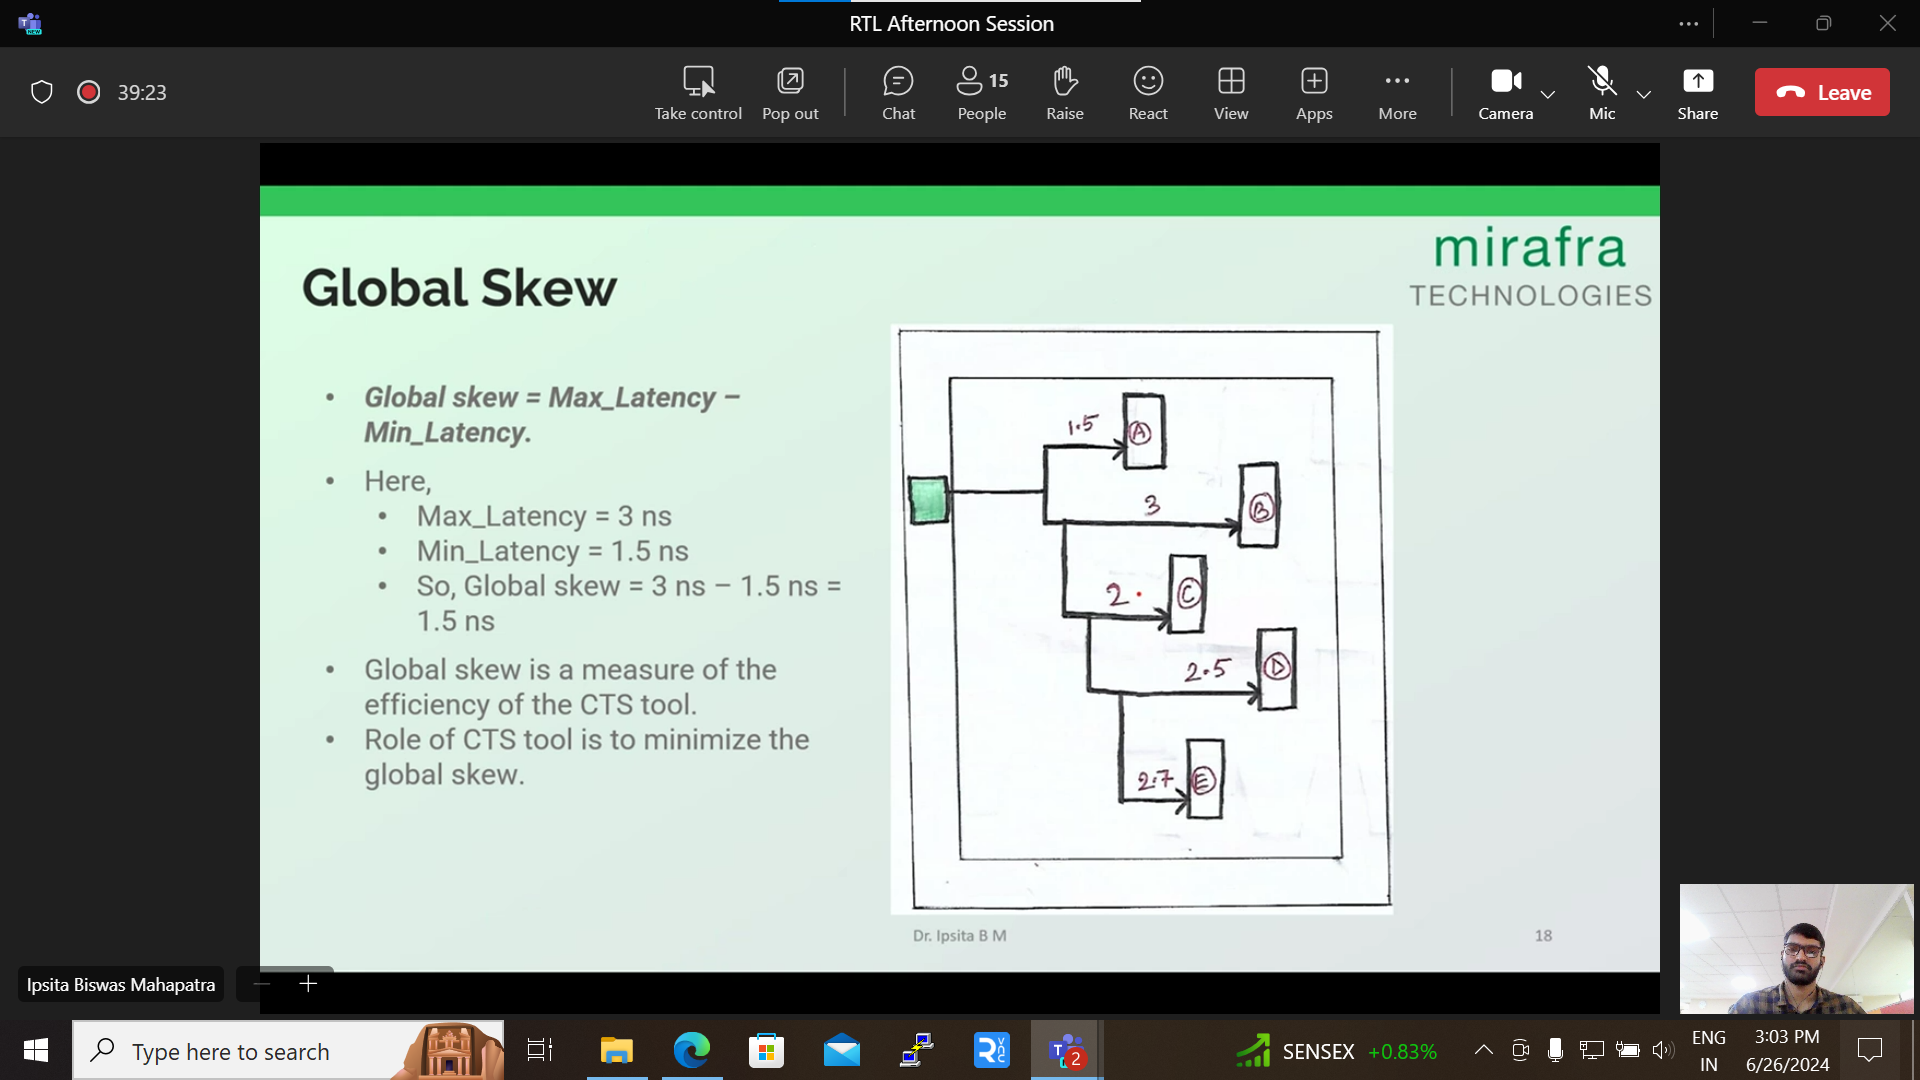 RTL Afternoon Session
39:23
Take control
Pop out
Chat
15
People
Raise
React
View
Apps
More
Camera
Mic
Share
Leave
mirafra
TECHNOLOGIES
Global Skew
• Global skew = Max_Latency –
Min_Latency.
• Here,
• Max_Latency = 3 ns
• Min_Latency = 1.5 ns
• So, Global skew = 3 ns – 1.5 ns =
1.5 ns
• Global skew is a measure of the
efficiency of the CTS tool.
• Role of CTS tool is to minimize the
global skew.
1.5
A
3
B
2
C
2.5
D
2.7
E
Dr. Ipsita B M
18
Ipsita Biswas Mahapatra
Type here to search
NEW
2
SENSEX +0.83%
ENG
IN
3:03 PM
6/26/2024